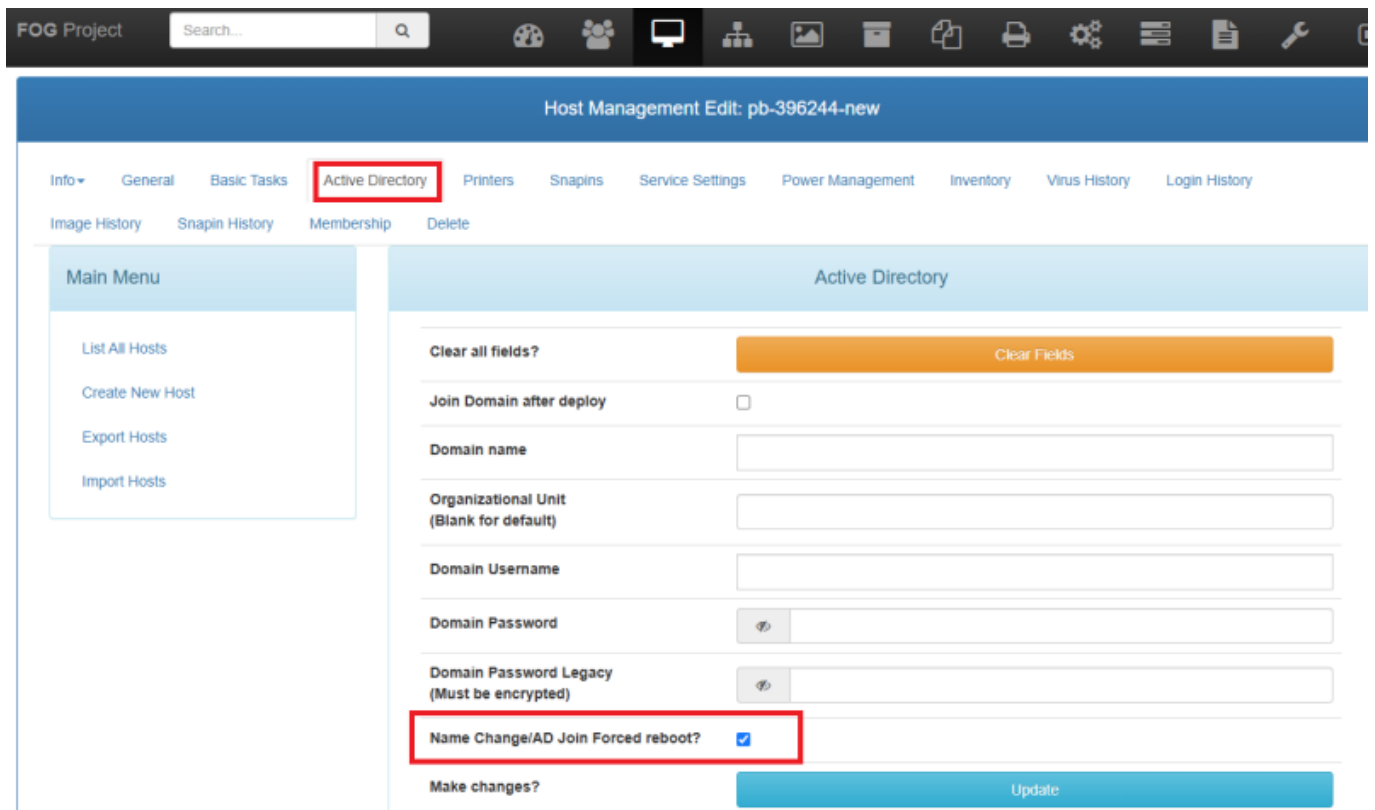 FOG Project Search...
Host Management Edit: pb-396244-new
Info General Basic Tasks Active Directory Printers Snapins Service Settings Power Management Inventory Virus History Login History
Image History Snapin History Membership Delete
Main Menu
List All Hosts
Create New Host
Export Hosts
Import Hosts
Active Directory
Clear all fields? Clear Fields
Join Domain after deploy
Domain name
Organizational Unit
(Blank for default)
Domain Username
Domain Password
Domain Password Legacy
(Must be encrypted)
Name Change/AD Join Forced reboot?
Make changes? Update